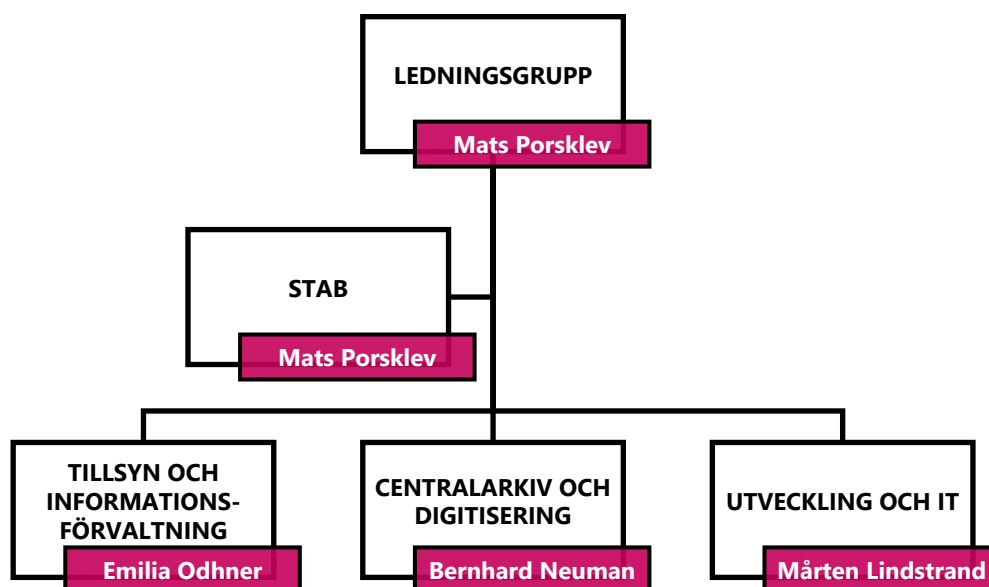 LEDNINGSGRUPP
Mats Porsklev
STAB
Mats Porsklev
TILLSYN OCH
INFORMATIONS-
FÖRVALTNING
Emilia Odhner
CENTRALARKIV OCH
DIGITISERING
Bernhard Neuman
UTVECKLING OCH IT
Mårten Lindstrand